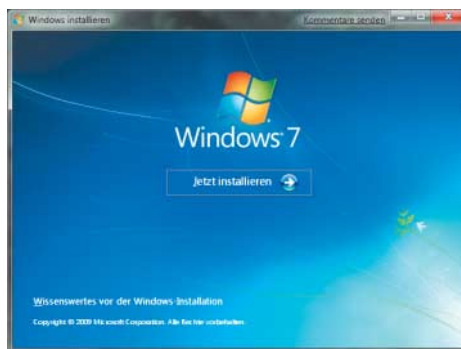 Windows installieren
Kommentare senden
Windows 7
Jetzt installieren
Wissenswertes vor der Windows-Installation
Copyright © 2009 Microsoft Corporation. Alle Rechte vorbehalten.